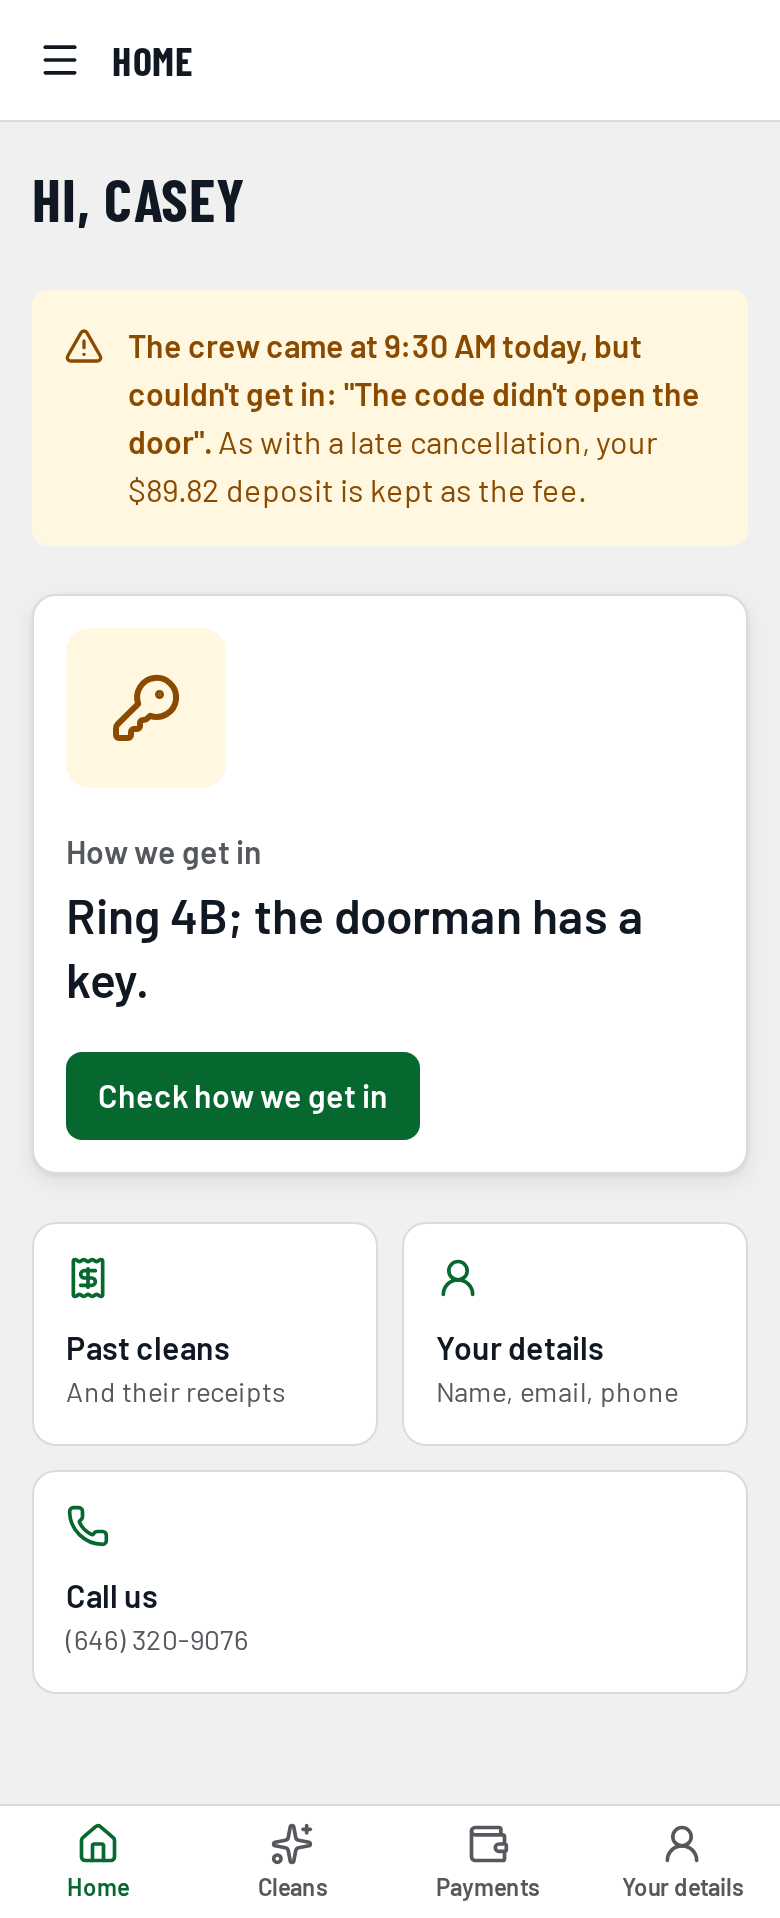 HOME
HI, CASEY
The crew came at 9:30 AM today, but
couldn't get in: "The code didn't open the
door". As with a late cancellation, your
$89.82 deposit is kept as the fee.
How we get in
Ring 4B; the doorman has a
key.
Check how we get in
Past cleans
And their receipts
Your details
Name, email, phone
Call us
(646) 320-9076
Home
Cleans
Payments
Your details